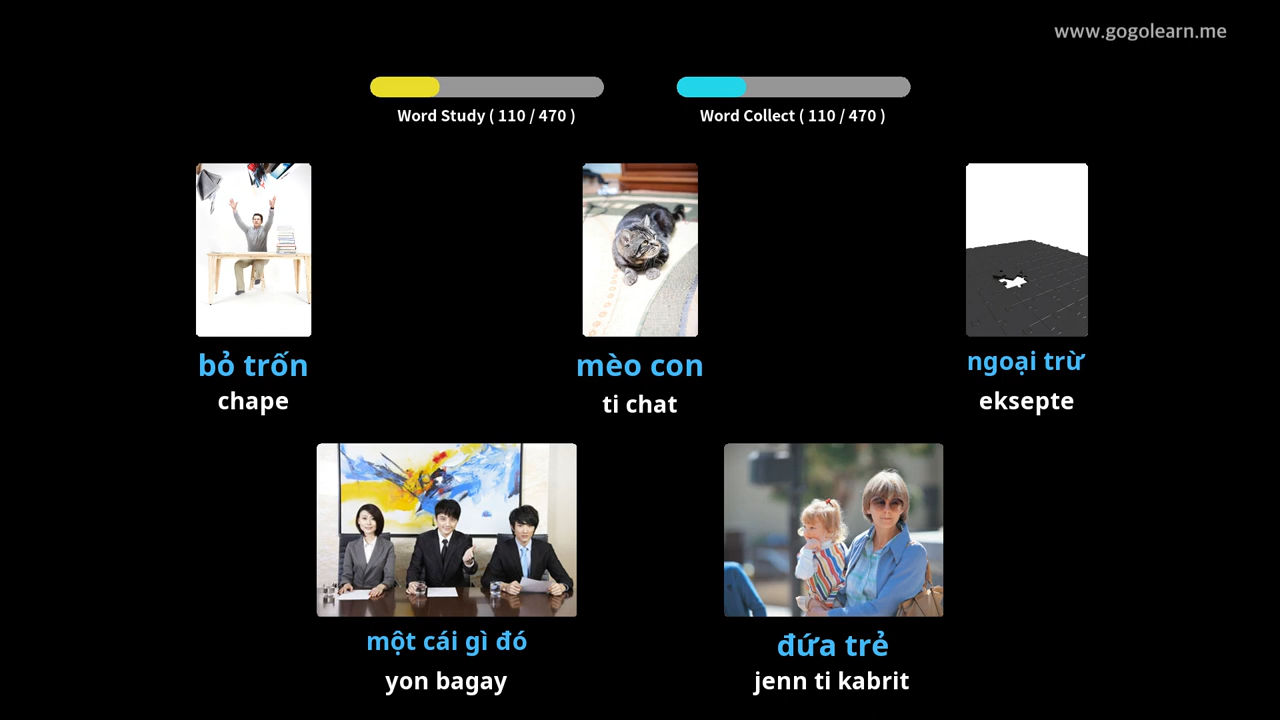 www.gogolearn.me
Word Study ( 110 / 470 )
Word Collect ( 110 / 470 )
bỏ trốn
chape
mèo con
ti chat
ngoại trừ
eksepte
một cái gì đó
yon bagay
đứa trẻ
jenn ti kabrit